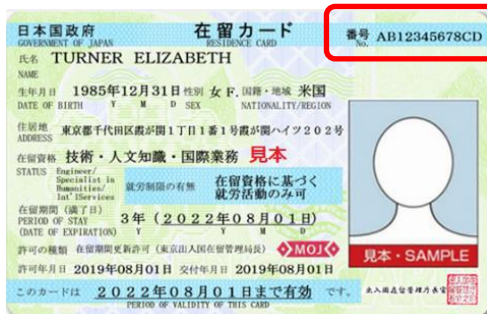 日本国政府 在留カード 番号 AB12345678CD
GOVERNMENT OF JAPAN RESIDENCE CARD No.
氏名 TURNER ELIZABETH
NAME
生年月日 1985年12月31日 性別 女 F. 国籍・地域 米国
DATE OF BIRTH Y M D SEX NATIONALITY/REGION
住居地 東京都千代田区霞が関1丁目1番1号霞が関ハイツ202号
ADDRESS
在留資格 技術・人文知識・国際業務 見本
STATUS Engineer/
Specialist in
Humanities/
Int'lServices
就労制限の有無 在留資格に基づく
就労活動のみ可
在留期間(満了日) 3年(2022年08月01日)
PERIOD OF STAY Y Y M D
(DATE OF EXPIRATION)
許可の種類 在留期間更新許可(東京出入国在留管理局長) MOJ
見本・SAMPLE
許可年月日 2019年08月01日 交付年月日 2019年08月01日
このカードは 2022年08月01日まで有効 です。
PERIOD OF VALIDITY OF THIS CARD
出入国在留管理庁長官